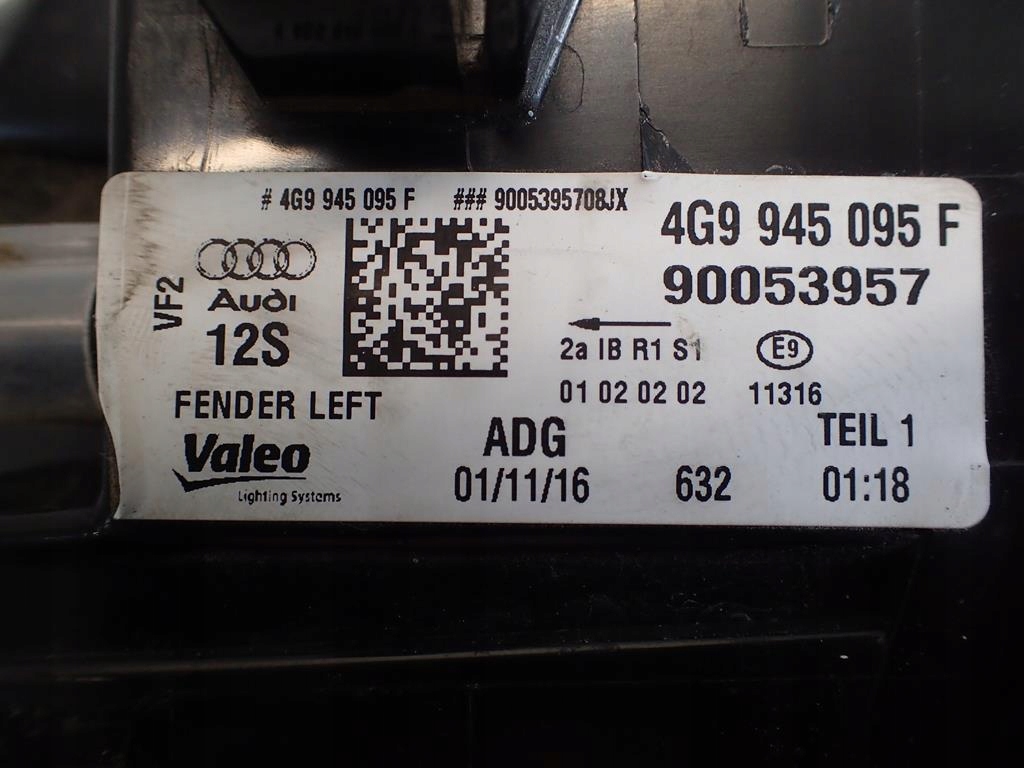 # 4G9 945 095 F ### 9005395708JX
4G9 945 095 F
90053957
VF2
Audi
12S
2a IB R1 S1
E9
01 02 02 02
11316
FENDER LEFT
Valeo
Lighting Systems
ADG
TEIL 1
01/11/16
632
01:18